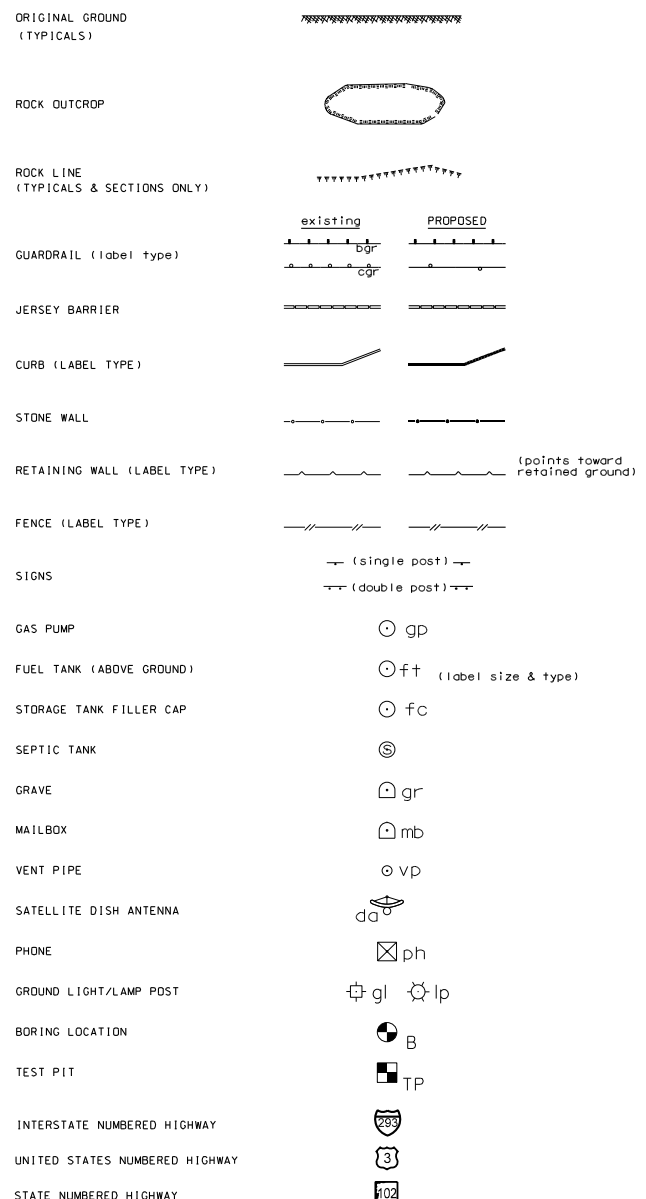 ORIGINAL GROUND
(TYPICALS)
ROCK OUTCROP
ROCK LINE
(TYPICALS & SECTIONS ONLY)
existing PROPOSED
GUARDRAIL (label type) bgr
cgr
JERSEY BARRIER
CURB (LABEL TYPE)
STONE WALL
RETAINING WALL (LABEL TYPE) (points toward
retained ground)
FENCE (LABEL TYPE)
SIGNS (single post)
(double post)
GAS PUMP gp
FUEL TANK (ABOVE GROUND) ft (label size & type)
STORAGE TANK FILLER CAP fc
SEPTIC TANK S
GRAVE gr
MAILBOX mb
VENT PIPE vp
SATELLITE DISH ANTENNA da
PHONE ph
GROUND LIGHT/LAMP POST gl lp
BORING LOCATION B
TEST PIT TP
INTERSTATE NUMBERED HIGHWAY 293
UNITED STATES NUMBERED HIGHWAY 3
STATE NUMBERED HIGHWAY 102